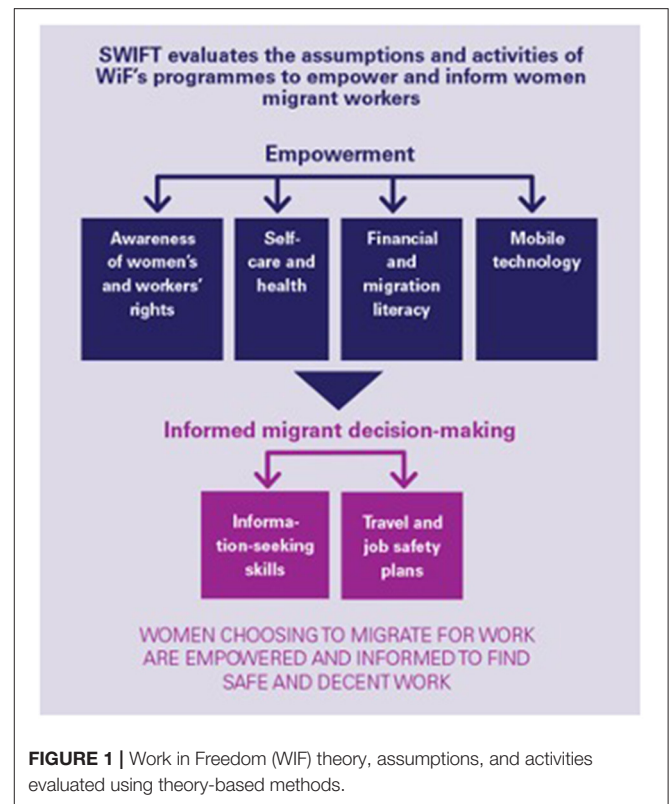 SWIFT evaluates the assumptions and activities of
WiF's programmes to empower and inform women
migrant workers
Empowerment
Awareness
of women's
and workers'
rights
Self-
care and
health
Financial
and
migration
literacy
Mobile
technology
Informed migrant decision-making
Informa-
tion-seeking
skills
Travel and
job safety
plans
WOMEN CHOOSING TO MIGRATE FOR WORK
ARE EMPOWERED AND INFORMED TO FIND
SAFE AND DECENT WORK
FIGURE 1 | Work in Freedom (WIF) theory, assumptions, and activities
evaluated using theory-based methods.